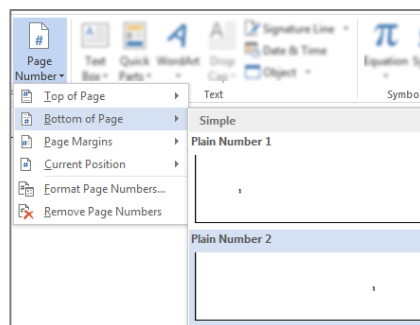 Signature Line
Date & Time
Object
Page
Number
Text
Box
Quick
Parts
WordArt
Drop
Cap
Equation
Top of Page
Bottom of Page
Page Margins
Current Position
Format Page Numbers...
Remove Page Numbers
Text
Symbo
Simple
Plain Number 1
1
Plain Number 2
1